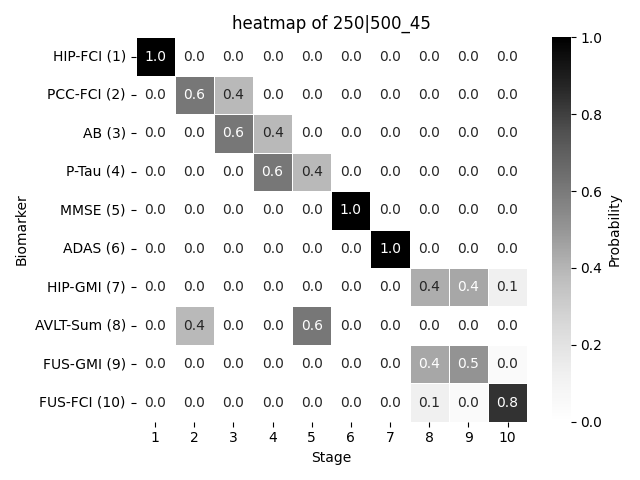 heatmap of 250|500_45
HIP-FCI (1) 1.0 0.0 0.0 0.0 0.0 0.0 0.0 0.0 0.0 0.0
PCC-FCI (2) 0.0 0.6 0.4 0.0 0.0 0.0 0.0 0.0 0.0 0.0
AB (3) 0.0 0.0 0.6 0.4 0.0 0.0 0.0 0.0 0.0 0.0
P-Tau (4) 0.0 0.0 0.0 0.6 0.4 0.0 0.0 0.0 0.0 0.0
MMSE (5) 0.0 0.0 0.0 0.0 0.0 1.0 0.0 0.0 0.0 0.0
ADAS (6) 0.0 0.0 0.0 0.0 0.0 0.0 1.0 0.0 0.0 0.0
HIP-GMI (7) 0.0 0.0 0.0 0.0 0.0 0.0 0.0 0.4 0.4 0.1
AVLT-Sum (8) 0.0 0.4 0.0 0.0 0.6 0.0 0.0 0.0 0.0 0.0
FUS-GMI (9) 0.0 0.0 0.0 0.0 0.0 0.0 0.0 0.4 0.5 0.0
FUS-FCI (10) 0.0 0.0 0.0 0.0 0.0 0.0 0.0 0.1 0.0 0.8
1 2 3 4 5 6 7 8 9 10
Stage
Biomarker
1.0
0.8
0.6
0.4
0.2
0.0
Probability